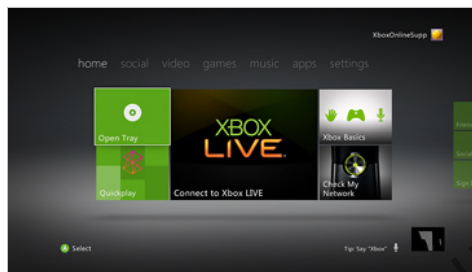 XboxOnlineSupp
home social video games music apps settings
Open Tray
XBOX
LIVE
Xbox Basics
Quickplay
Connect to Xbox LIVE
Check My
Network
Social
A Select
Tip: Say "Xbox"